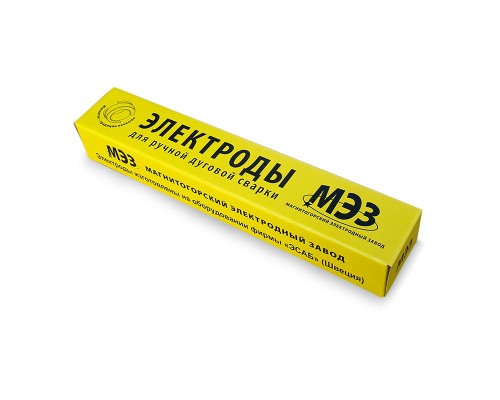 ЭЛЕКТРОДЫ
для ручной дуговой сварки
МЭЗ
МАГНИТОГОРСКИЙ ЭЛЕКТРОДНЫЙ ЗАВОД
МЭЗ МАГНИТОГОРСКИЙ ЭЛЕКТРОДНЫЙ ЗАВОД
Электроды изготовлены на оборудовании фирмы «ЭСАБ» (Швеция)